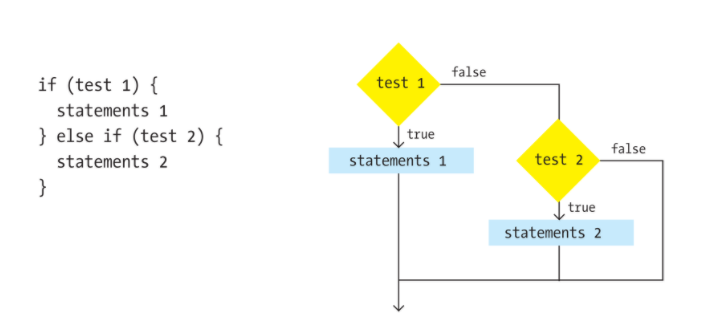 if (test 1) {
statements 1
} else if (test 2) {
statements 2
}
test 1
false
true
statements 1
test 2
false
true
statements 2